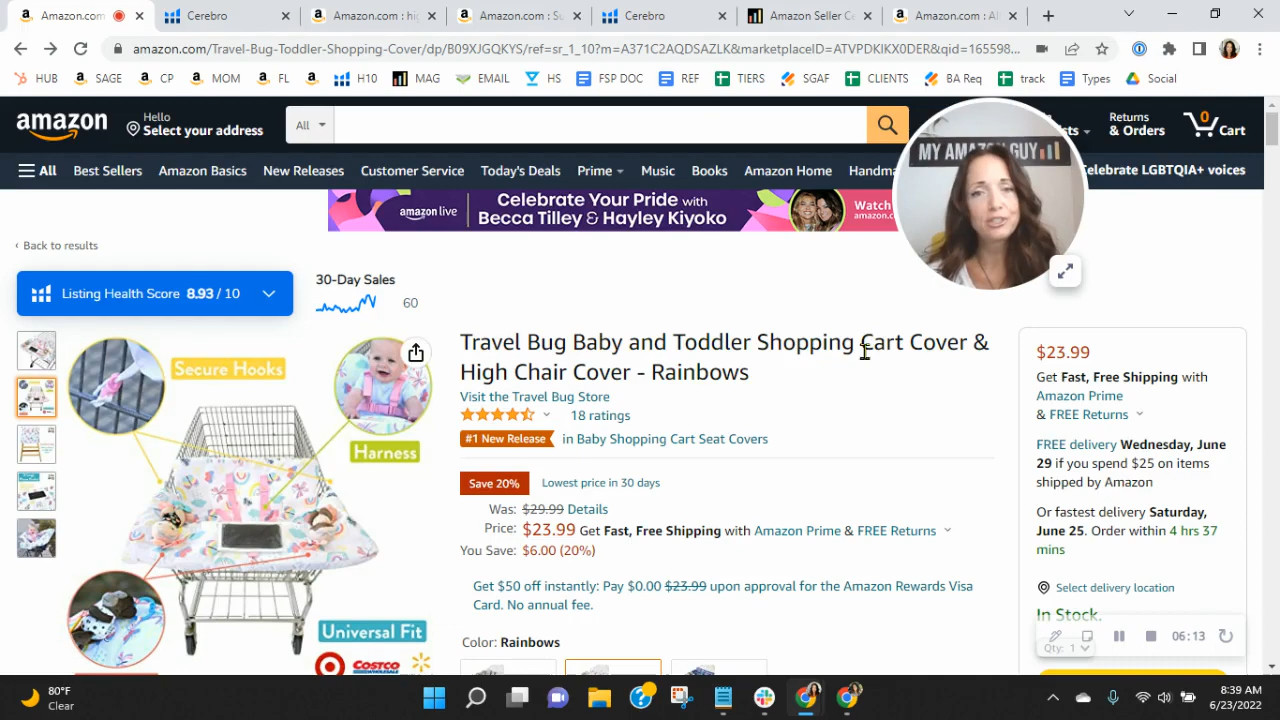 Amazon.com
Cerebro
Amazon.com : hig
Amazon.com : Su
Cerebro
Amazon Seller Ce
Amazon.com : Al
amazon.com/Travel-Bug-Toddler-Shopping-Cover/dp/B09XJGQKYS/ref=sr_1_10?m=A371C2AQDSAZLK&marketplaceID=ATVPDKIKX0DER&qid=165598...
HUB
SAGE
CP
MOM
FL
H10
MAG
EMAIL
HS
FSP DOC
REF
TIERS
SGAF
CLIENTS
BA Req
track
Types
Social
amazon
Hello
Select your address
All
Returns
& Orders
0
Cart
MY AMAZON GUY
All
Best Sellers
Amazon Basics
New Releases
Customer Service
Today's Deals
Prime
Music
Books
Amazon Home
Handma
Celebrate LGBTQIA+ voices
amazon live
Celebrate Your Pride with
Becca Tilley & Hayley Kiyoko
Watch
amazon.c
‹ Back to results
Listing Health Score 8.93 / 10
30-Day Sales
60
Secure Hooks
Harness
Universal Fit
COSTCO
WHOLESALE
Travel Bug Baby and Toddler Shopping Cart Cover &
High Chair Cover - Rainbows
Visit the Travel Bug Store
18 ratings
#1 New Release in Baby Shopping Cart Seat Covers
Save 20% Lowest price in 30 days
Was: $29.99 Details
Price: $23.99 Get Fast, Free Shipping with Amazon Prime & FREE Returns
You Save: $6.00 (20%)
Get $50 off instantly: Pay $0.00 $23.99 upon approval for the Amazon Rewards Visa
Card. No annual fee.
Color: Rainbows
$23.99
Get Fast, Free Shipping with
Amazon Prime
& FREE Returns
FREE delivery Wednesday, June
29 if you spend $25 on items
shipped by Amazon
Or fastest delivery Saturday,
June 25. Order within 4 hrs 37
mins
Select delivery location
In Stock.
06:13
Qty: 1
80°F
Clear
8:39 AM
6/23/2022